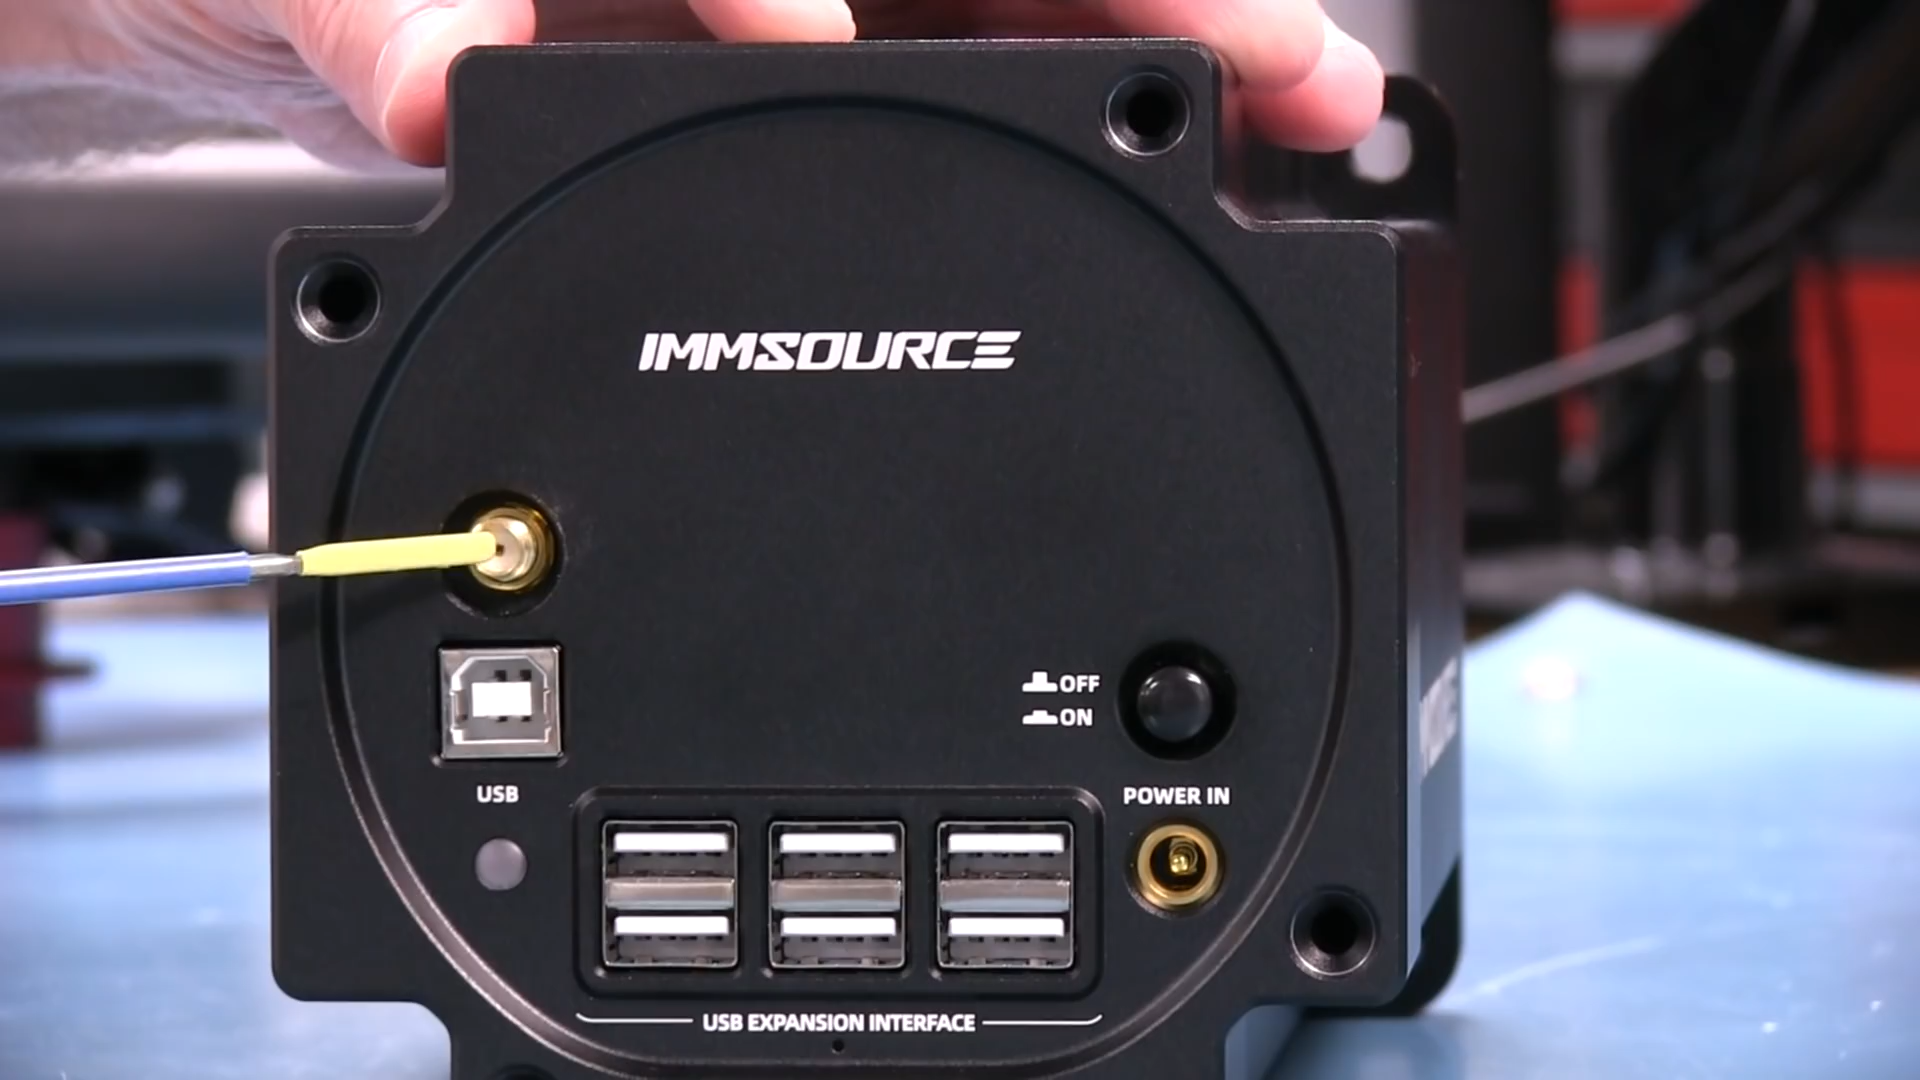 IMMSOURCE
OFF
ON
USB
POWER IN
USB EXPANSION INTERFACE